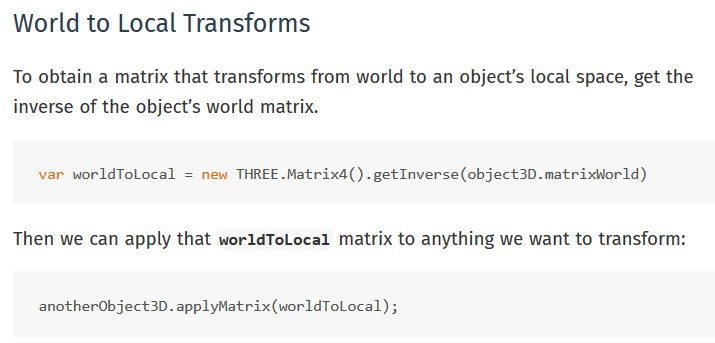 World to Local Transforms
To obtain a matrix that transforms from world to an object’s local space, get the
inverse of the object’s world matrix.
var worldToLocal = new THREE.Matrix4().getInverse(object3D.matrixWorld)
Then we can apply that worldToLocal matrix to anything we want to transform:
anotherObject3D.applyMatrix(worldToLocal);